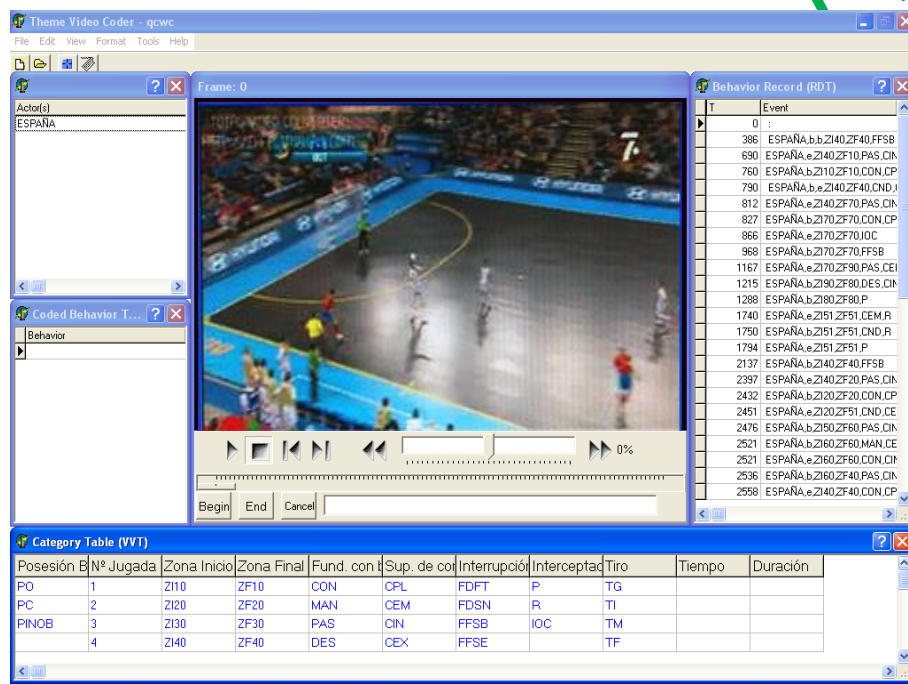 Theme Video Coder - qcwc
File Edit View Format Tools Help
Actor(s)
ESPAÑA
Coded Behavior T...
Behavior
Frame: 0
HYUNDAI
7
0%
Begin End Cancel
Behavior Record (RDT)
T Event
0 :
386 ESPAÑA,b,b,ZI40,ZF40,FFSB
690 ESPAÑA,e,ZI40,ZF10,PAS,CIN
760 ESPAÑA,b,ZI10,ZF10,CON,CP
790 ESPAÑA,b,e,ZI40,ZF40,CND,
812 ESPAÑA,e,ZI40,ZF70,PAS,CIN
827 ESPAÑA,b,ZI70,ZF70,CON,CP
866 ESPAÑA,e,ZI70,ZF70,IOC
968 ESPAÑA,e,ZI70,ZF70,FFSB
1167 ESPAÑA,e,ZI70,ZF90,PAS,CEI
1215 ESPAÑA,b,ZI90,ZF80,DES,CIN
1288 ESPAÑA,b,ZI80,ZF80,P
1740 ESPAÑA,e,ZI51,ZF51,CEM,R
1750 ESPAÑA,b,ZI51,ZF51,CND,R
1794 ESPAÑA,e,ZI51,ZF51,P
2137 ESPAÑA,b,ZI40,ZF40,FFSB
2397 ESPAÑA,e,ZI40,ZF20,PAS,CIN
2432 ESPAÑA,b,ZI20,ZF20,CON,CP
2451 ESPAÑA,e,ZI20,ZF51,CND,CE
2476 ESPAÑA,b,ZI50,ZF60,PAS,CIN
2521 ESPAÑA,b,ZI60,ZF60,MAN,CE
2521 ESPAÑA,e,ZI60,ZF60,CON,CIN
2536 ESPAÑA,b,ZI60,ZF40,PAS,CIN
2558 ESPAÑA,e,ZI40,ZF40,CON,CP
Category Table (VVT)
Posesión B Nº Jugada Zona Inicio Zona Final Fund. con b Sup. de cor Interrupción Interceptac Tiro Tiempo Duración
PO 1 ZI10 ZF10 CON CPL FDFT P TG
PC 2 ZI20 ZF20 MAN CEM FDSN R TI
PINOB 3 ZI30 ZF30 PAS CIN FFSB IOC TM
4 ZI40 ZF40 DES CEX FFSE TF